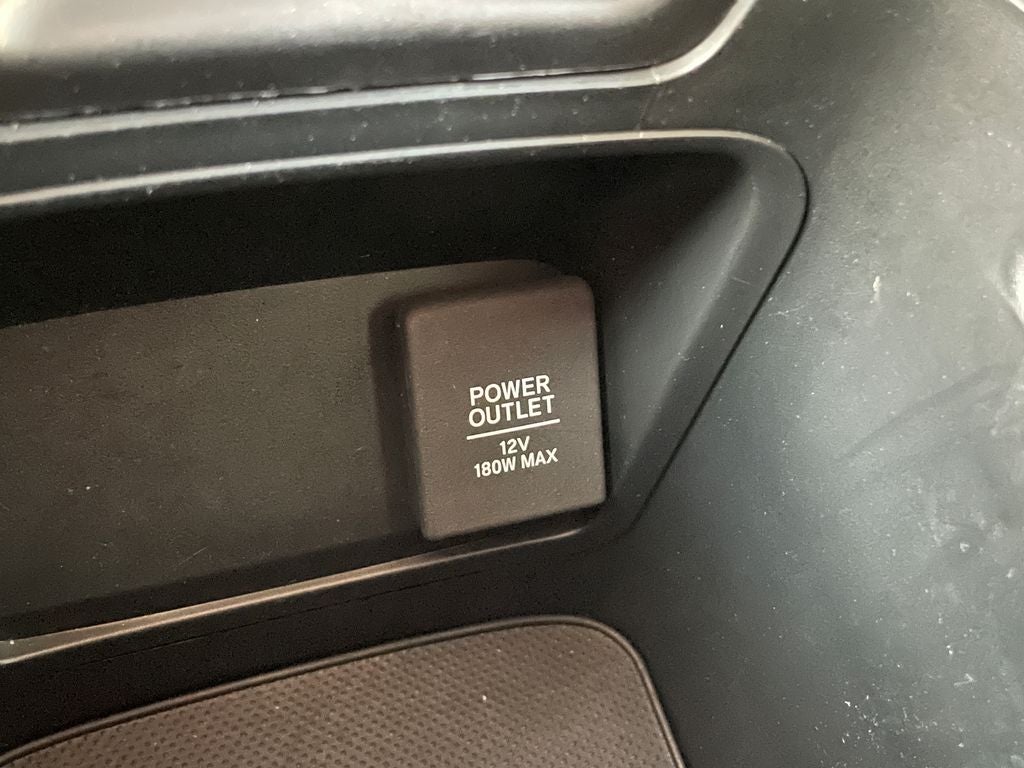 POWER
OUTLET
12V
180W MAX